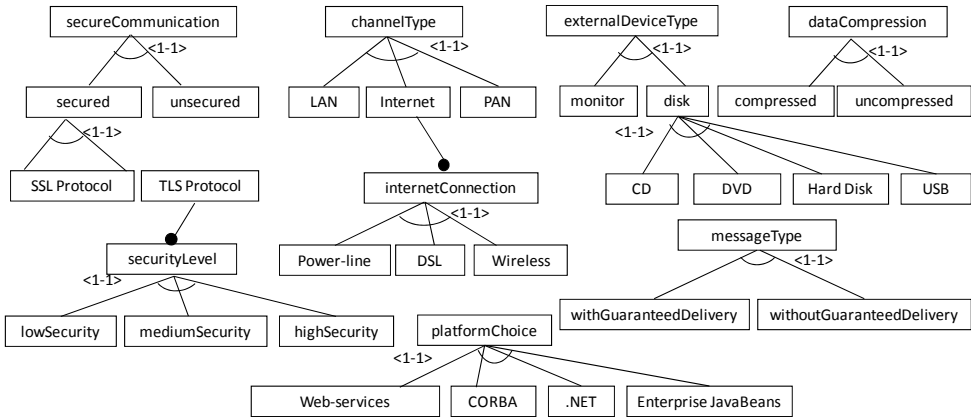 secureCommunication
<1-1>
secured
unsecured
<1-1>
SSL Protocol
TLS Protocol
securityLevel
<1-1>
lowSecurity
mediumSecurity
highSecurity
channelType
<1-1>
LAN
Internet
PAN
internetConnection
<1-1>
Power-line
DSL
Wireless
externalDeviceType
<1-1>
monitor
disk
<1-1>
CD
DVD
Hard Disk
USB
dataCompression
<1-1>
compressed
uncompressed
messageType
<1-1>
withGuaranteedDelivery
withoutGuaranteedDelivery
platformChoice
<1-1>
Web-services
CORBA
.NET
Enterprise JavaBeans